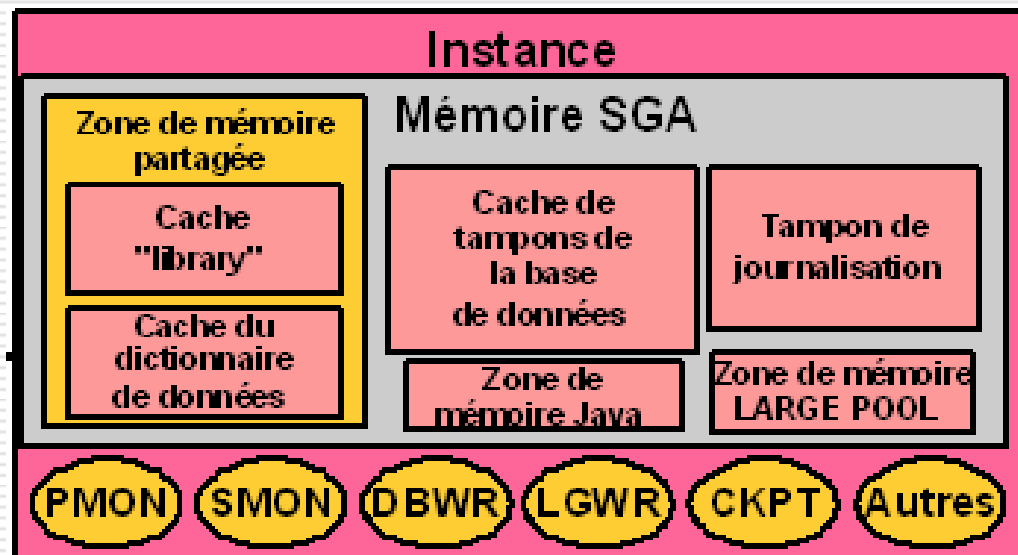 Instance
Mémoire SGA
Zone de mémoire
partagée
Cache
"library"
Cache du
dictionnaire
de données
Cache de
tampons de
la base
de données
Tampon de
journalisation
Zone de
mémoire Java
Zone de mémoire
LARGE POOL
PMON
SMON
DBWR
LGWR
CKPT
Autres